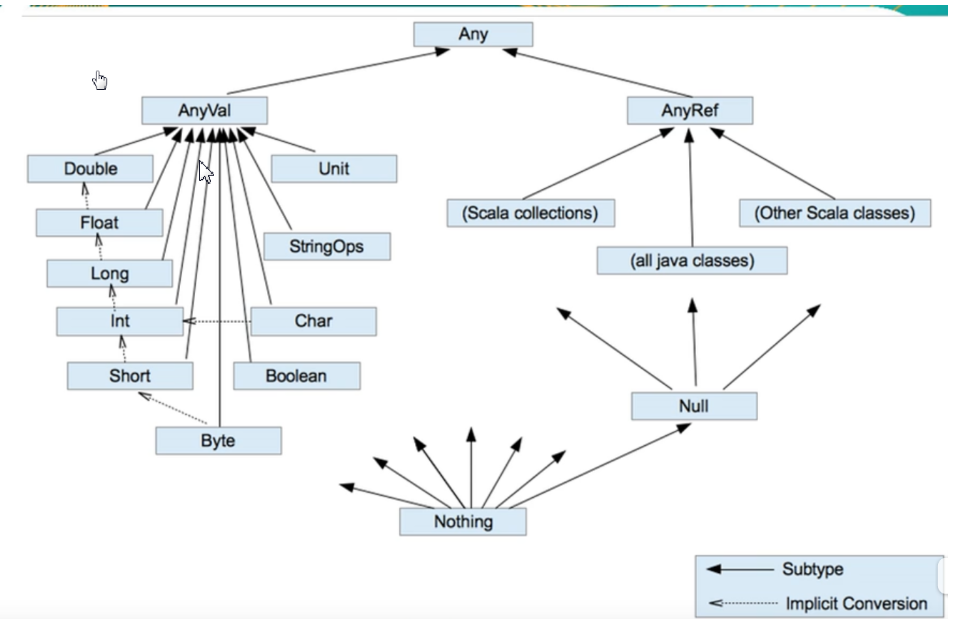 Any
AnyVal
AnyRef
Double
Unit
Float
(Scala collections)
(Other Scala classes)
StringOps
(all java classes)
Long
Int
Char
Short
Boolean
Null
Byte
Nothing
Subtype
Implicit Conversion